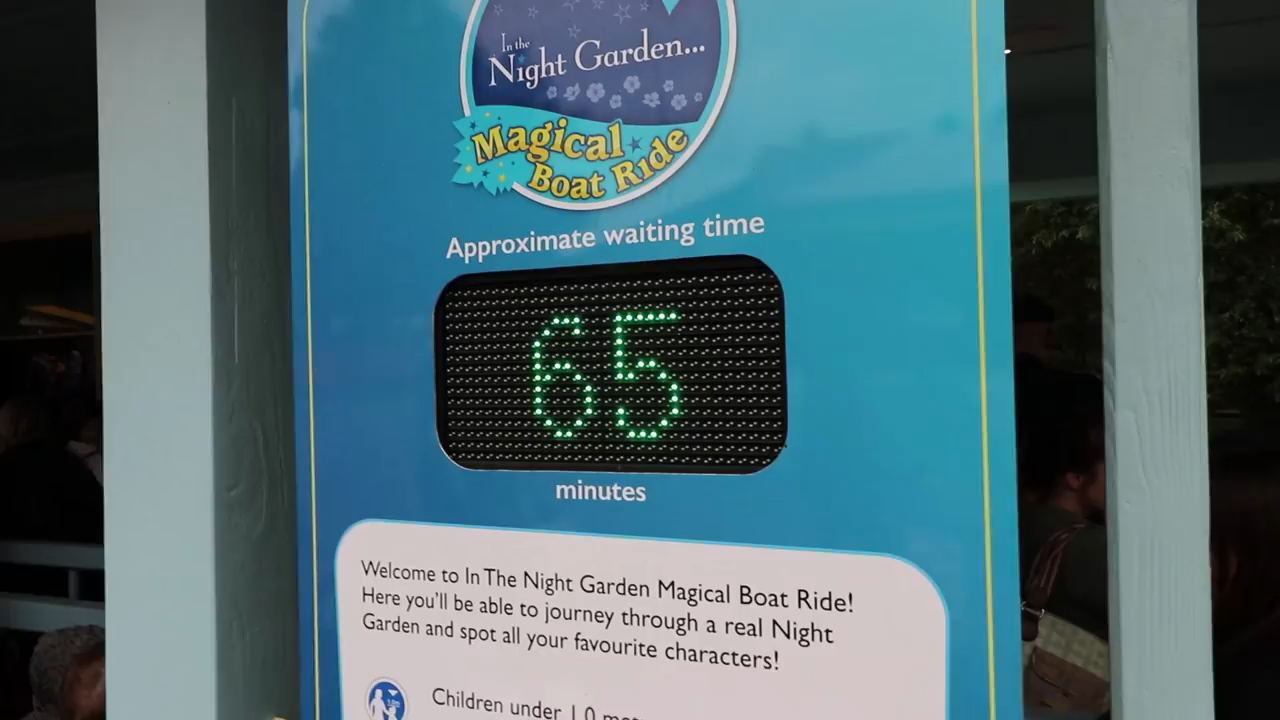 In the
Night Garden...
Magical
Boat Ride
Approximate waiting time
65
minutes
Welcome to In The Night Garden Magical Boat Ride!
Here you'll be able to journey through a real Night
Garden and spot all your favourite characters!
Children under 1.0